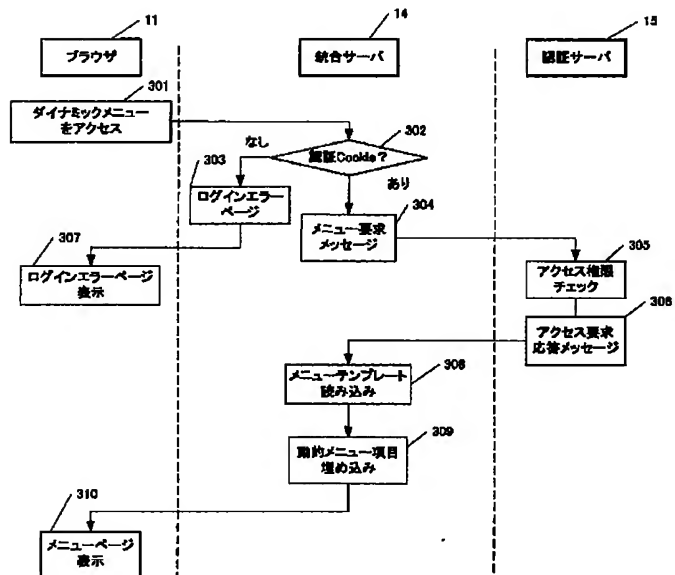 11
14
15
ブラウザ
統合サーバ
認証サーバ
301
ダイナミックメニュー
をアクセス
302
認証Cookie?
なし
あり
303
ログインエラー
ページ
304
メニュー要求
メッセージ
305
アクセス権限
チェック
306
アクセス要求
応答メッセージ
307
ログインエラーページ
表示
308
メニューテンプレート
読み込み
309
動的メニュー項目
埋め込み
310
メニューページ
表示